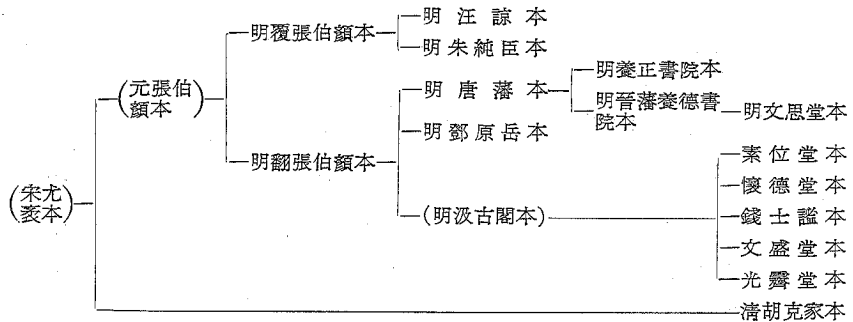 明汪諒本
明覆張伯顏本
明朱純臣本
(元張伯
顏本)
明唐藩本
明養正書院本
明晉藩養德書
院本
明文思堂本
明鄧原岳本
明翻張伯顏本
素位堂本
懷德堂本
(宋尤
袤本)
(明汲古閣本)
錢士謐本
文盛堂本
光霽堂本
清胡克家本